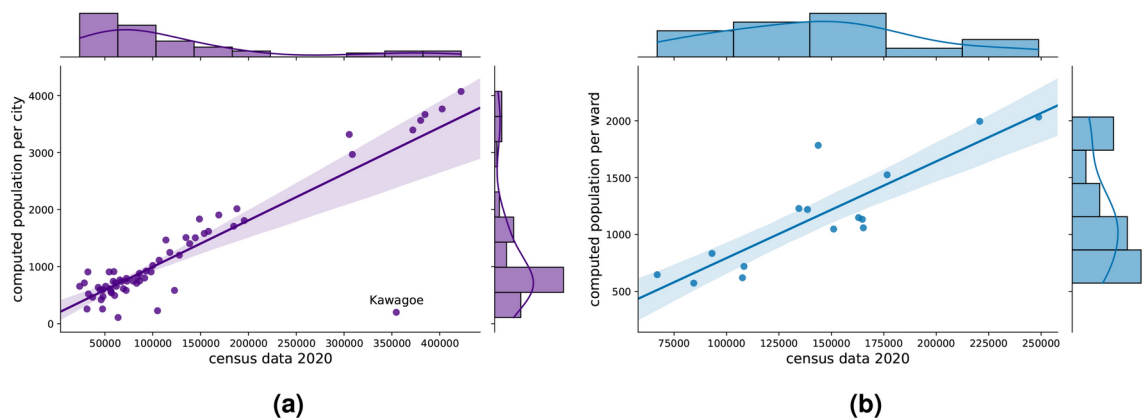 computed population per city
4000
3000
2000
1000
0
Kawagoe
50000 100000 150000 200000 250000 300000 350000 400000
census data 2020
(a)
computed population per ward
2000
1500
1000
500
75000 100000 125000 150000 175000 200000 225000 250000
census data 2020
(b)